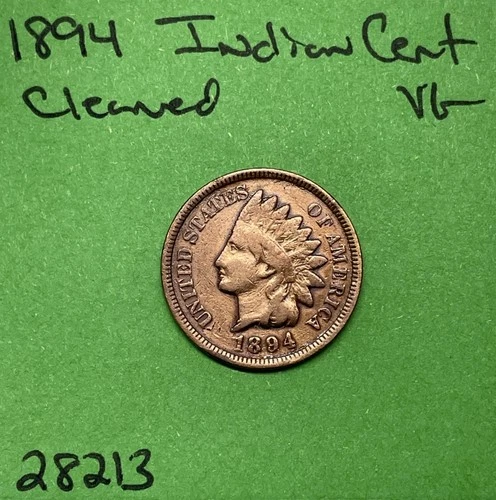 1894 Indian Cent
Cleaned VG
UNITED STATES OF AMERICA
1894
28213